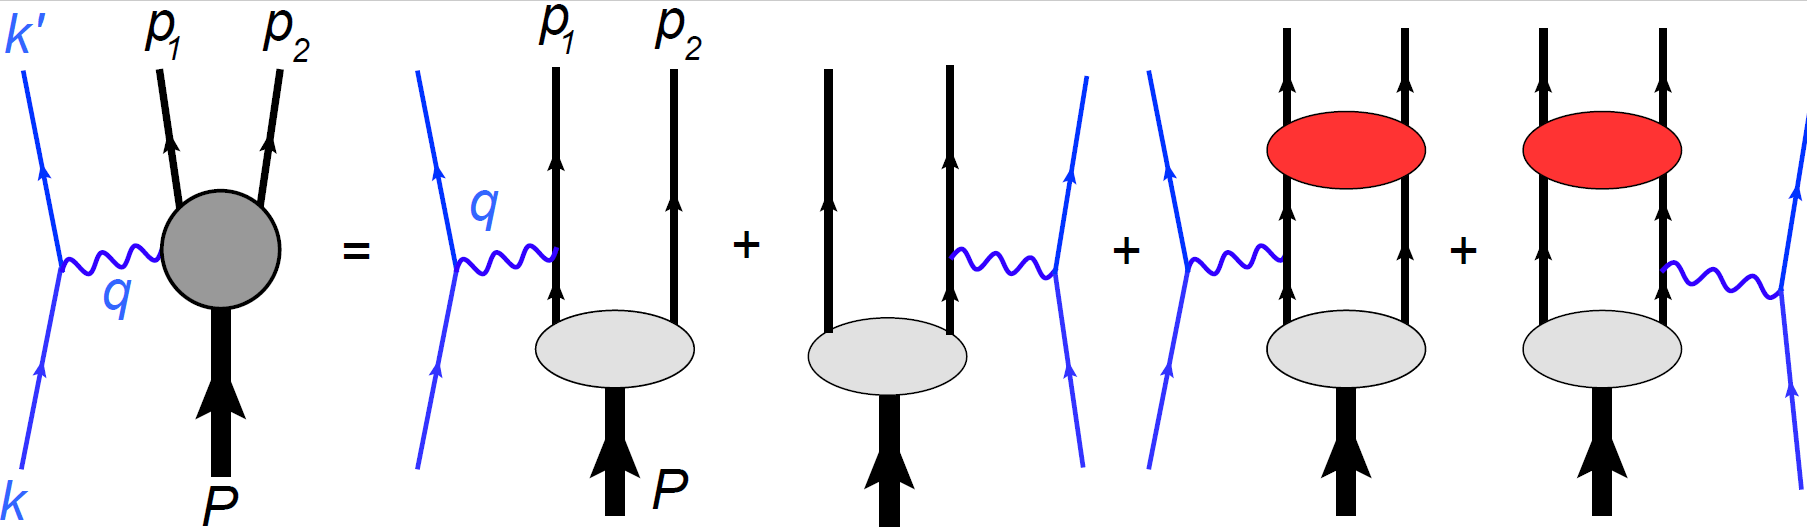 k' p1 p2 p1 p2
q
= + + +
q
P
k P